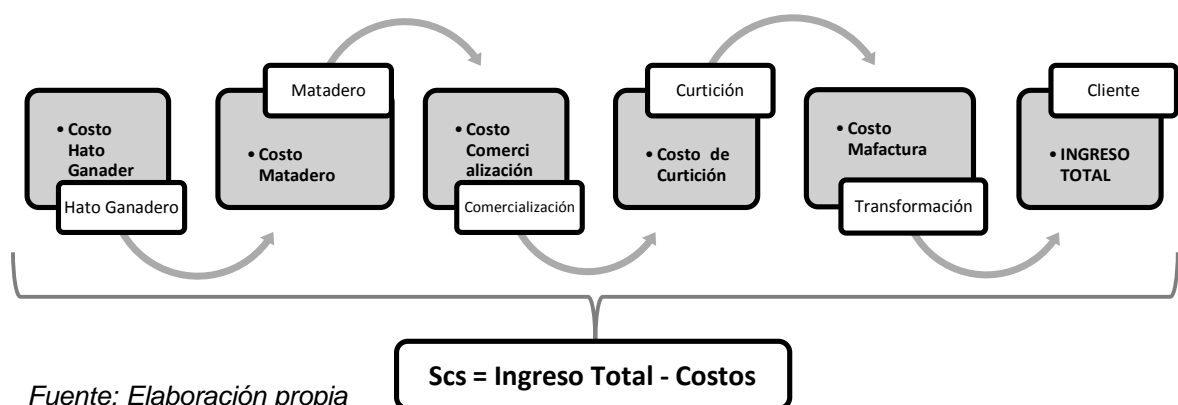 • Costo
Hato
Ganader
Hato Ganadero
Matadero
• Costo
Matadero
• Costo
Comerci
alización
Comercialización
Curtición
• Costo de
Curtición
• Costo
Mafactura
Transformación
Cliente
• INGRESO
TOTAL
Scs = Ingreso Total - Costos
Fuente: Elaboración propia